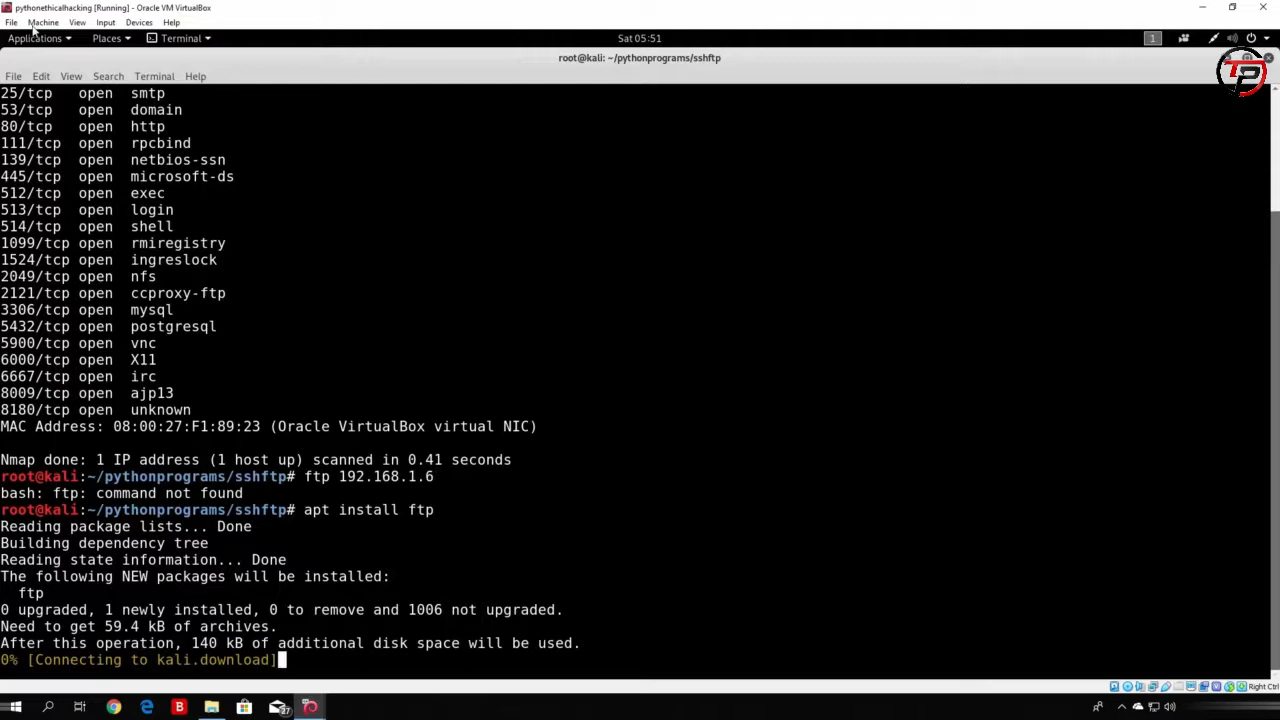 pythonethicalhacking [Running] - Oracle VM VirtualBox
File Machine View Input Devices Help
Applications Places Terminal Sat 05:51 1
root@kali: ~/pythonprograms/sshftp
File Edit View Search Terminal Help
TP
25/tcp open smtp
53/tcp open domain
80/tcp open http
111/tcp open rpcbind
139/tcp open netbios-ssn
445/tcp open microsoft-ds
512/tcp open exec
513/tcp open login
514/tcp open shell
1099/tcp open rmiregistry
1524/tcp open ingreslock
2049/tcp open nfs
2121/tcp open ccproxy-ftp
3306/tcp open mysql
5432/tcp open postgresql
5900/tcp open vnc
6000/tcp open X11
6667/tcp open irc
8009/tcp open ajp13
8180/tcp open unknown
MAC Address: 08:00:27:F1:89:23 (Oracle VirtualBox virtual NIC)
Nmap done: 1 IP address (1 host up) scanned in 0.41 seconds
root@kali:~/pythonprograms/sshftp# ftp 192.168.1.6
bash: ftp: command not found
root@kali:~/pythonprograms/sshftp# apt install ftp
Reading package lists... Done
Building dependency tree
Reading state information... Done
The following NEW packages will be installed:
ftp
0 upgraded, 1 newly installed, 0 to remove and 1006 not upgraded.
Need to get 59.4 kB of archives.
After this operation, 140 kB of additional disk space will be used.
0% [Connecting to kali.download]
Right Ctrl
B 27